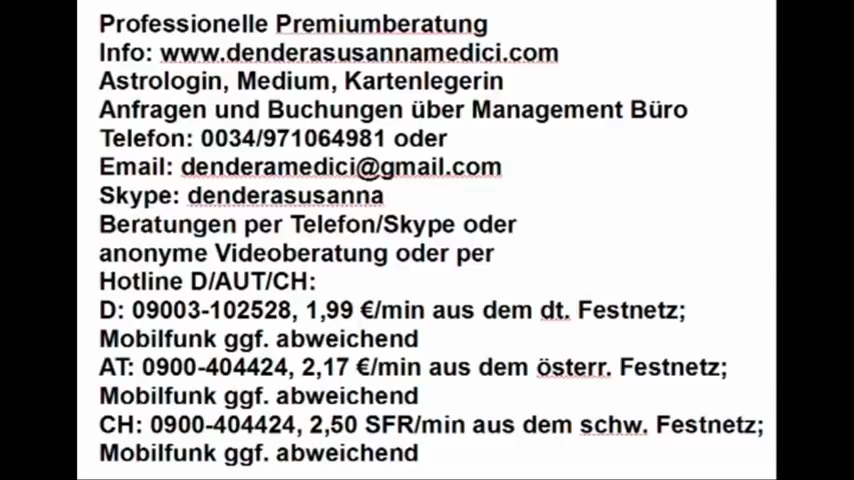 Professionelle Premiumberatung
Info: www.denderasusannamedici.com
Astrologin, Medium, Kartenlegerin
Anfragen und Buchungen über Management Büro
Telefon: 0034/971064981 oder
Email: denderamedici@gmail.com
Skype: denderasusanna
Beratungen per Telefon/Skype oder
anonyme Videoberatung oder per
Hotline D/AUT/CH:
D: 09003-102528, 1,99 €/min aus dem dt. Festnetz;
Mobilfunk ggf. abweichend
AT: 0900-404424, 2,17 €/min aus dem österr. Festnetz;
Mobilfunk ggf. abweichend
CH: 0900-404424, 2,50 SFR/min aus dem schw. Festnetz;
Mobilfunk ggf. abweichend